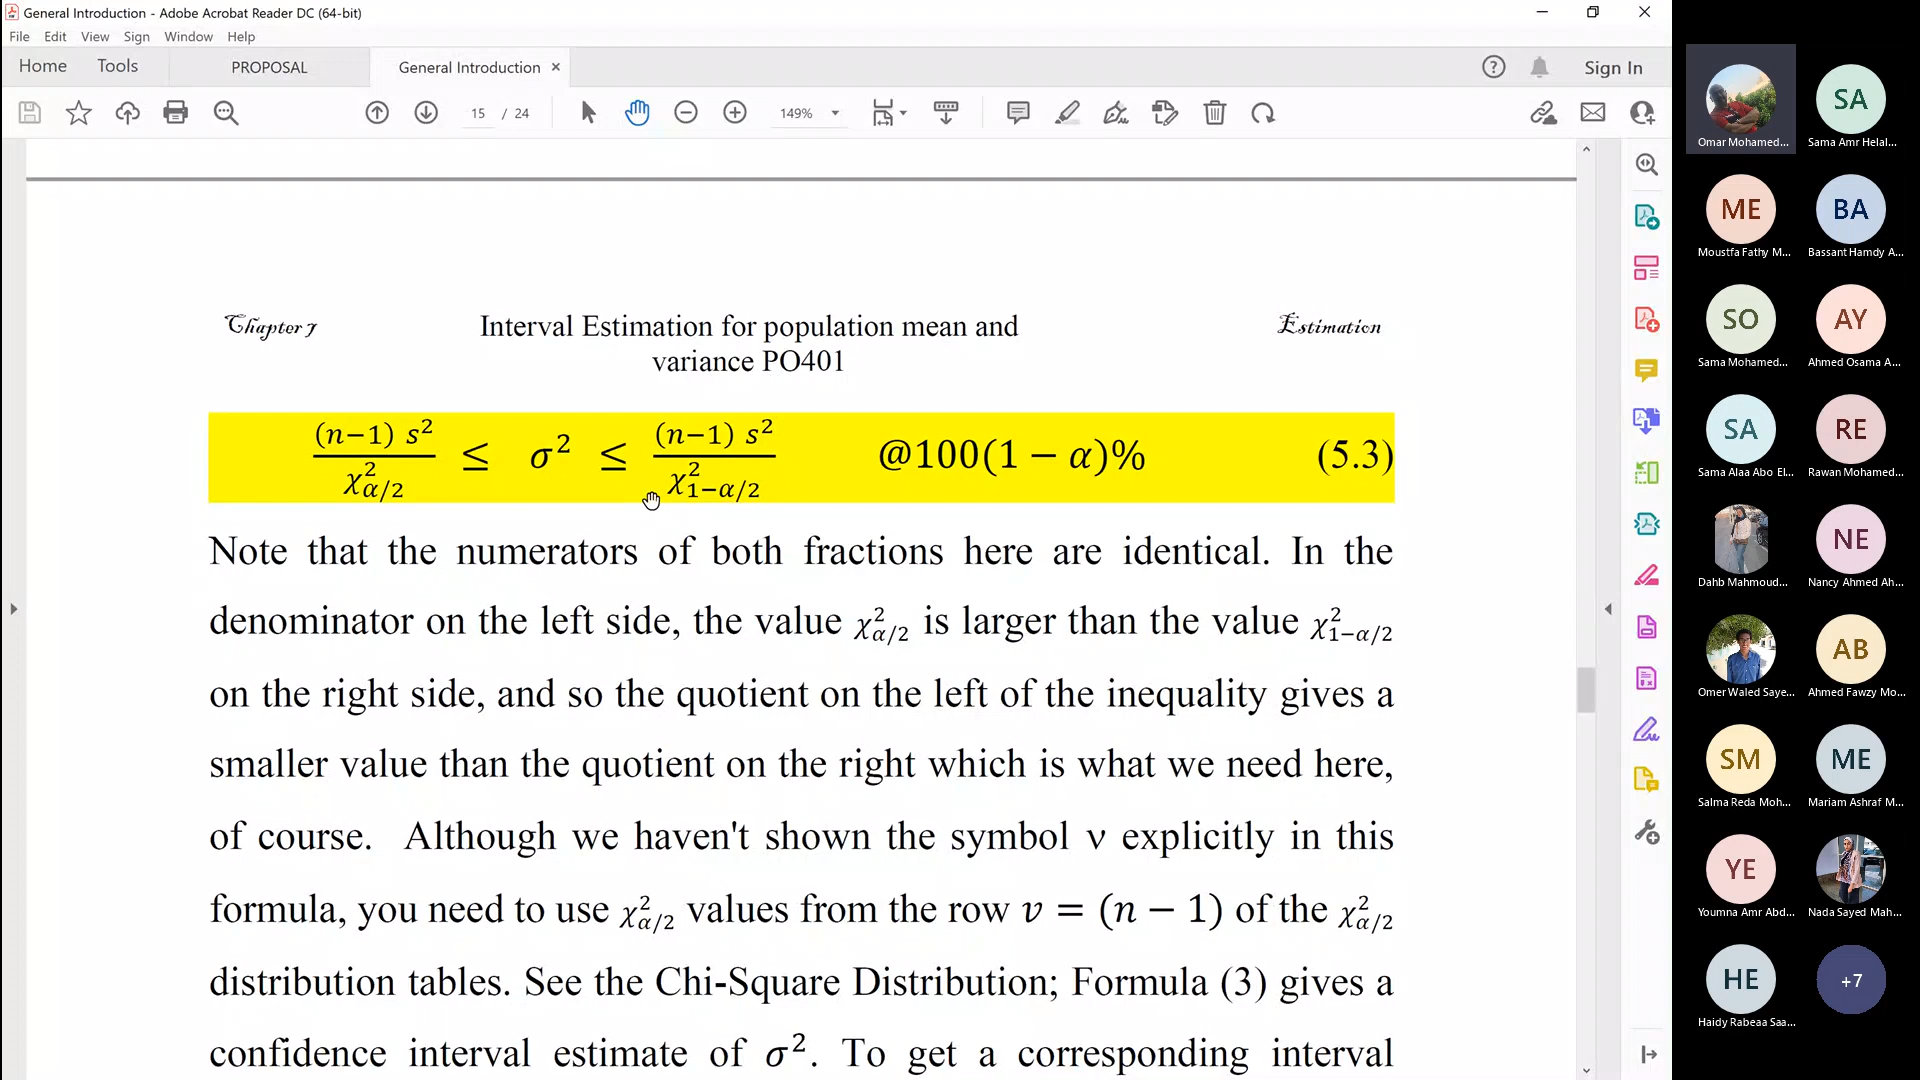 General Introduction - Adobe Acrobat Reader DC (64-bit)
File Edit View Sign Window Help
Home Tools PROPOSAL General Introduction × Sign In
15 / 24 149%
Chapter 7 Interval Estimation for population mean and Estimation
variance PO401
(n−1) s² / χ²α/2 ≤ σ² ≤ (n−1) s² / χ²1−α/2 @100(1 − α)% (5.3)
Note that the numerators of both fractions here are identical. In the
denominator on the left side, the value χ²α/2 is larger than the value χ²1−α/2
on the right side, and so the quotient on the left of the inequality gives a
smaller value than the quotient on the right which is what we need here,
of course. Although we haven't shown the symbol ν explicitly in this
formula, you need to use χ²α/2 values from the row v = (n − 1) of the χ²α/2
distribution tables. See the Chi-Square Distribution; Formula (3) gives a
confidence interval estimate of σ². To get a corresponding interval
Omar Mohamed...
SA
Sama Amr Helal...
ME
Moustfa Fathy M...
BA
Bassant Hamdy A...
SO
Sama Mohamed...
AY
Ahmed Osama A...
SA
Sama Alaa Abo El...
RE
Rawan Mohamed...
Dahb Mahmoud...
NE
Nancy Ahmed Ah...
Omer Waled Saye...
AB
Ahmed Fawzy Mo...
SM
Salma Reda Moh...
ME
Mariam Ashraf M...
YE
Youmna Amr Abd...
Nada Sayed Mah...
HE
Haidy Rabeaa Saa...
+7